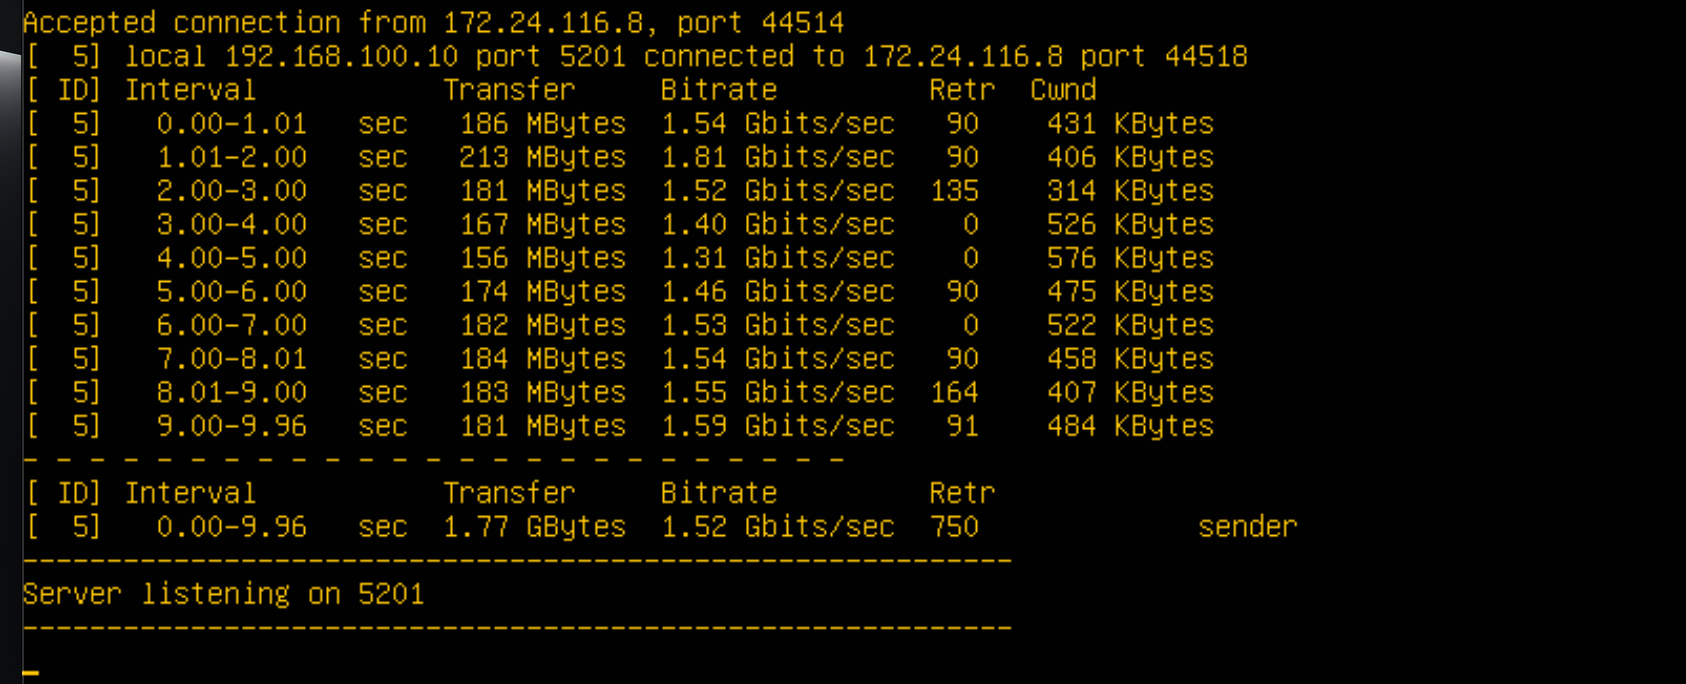 Accepted connection from 172.24.116.8, port 44514
[  5] local 192.168.100.10 port 5201 connected to 172.24.116.8 port 44518
[ ID] Interval           Transfer     Bitrate         Retr  Cwnd
[  5]   0.00-1.01   sec   186 MBytes  1.54 Gbits/sec   90    431 KBytes
[  5]   1.01-2.00   sec   213 MBytes  1.81 Gbits/sec   90    406 KBytes
[  5]   2.00-3.00   sec   181 MBytes  1.52 Gbits/sec  135    314 KBytes
[  5]   3.00-4.00   sec   167 MBytes  1.40 Gbits/sec    0    526 KBytes
[  5]   4.00-5.00   sec   156 MBytes  1.31 Gbits/sec    0    576 KBytes
[  5]   5.00-6.00   sec   174 MBytes  1.46 Gbits/sec   90    475 KBytes
[  5]   6.00-7.00   sec   182 MBytes  1.53 Gbits/sec    0    522 KBytes
[  5]   7.00-8.01   sec   184 MBytes  1.54 Gbits/sec   90    458 KBytes
[  5]   8.01-9.00   sec   183 MBytes  1.55 Gbits/sec  164    407 KBytes
[  5]   9.00-9.96   sec   181 MBytes  1.59 Gbits/sec   91    484 KBytes
- - - - - - - - - - - - - - - - - - - - - - - - -
[ ID] Interval           Transfer     Bitrate         Retr
[  5]   0.00-9.96   sec  1.77 GBytes  1.52 Gbits/sec  750             sender
-----------------------------------------------------------
Server listening on 5201
-----------------------------------------------------------